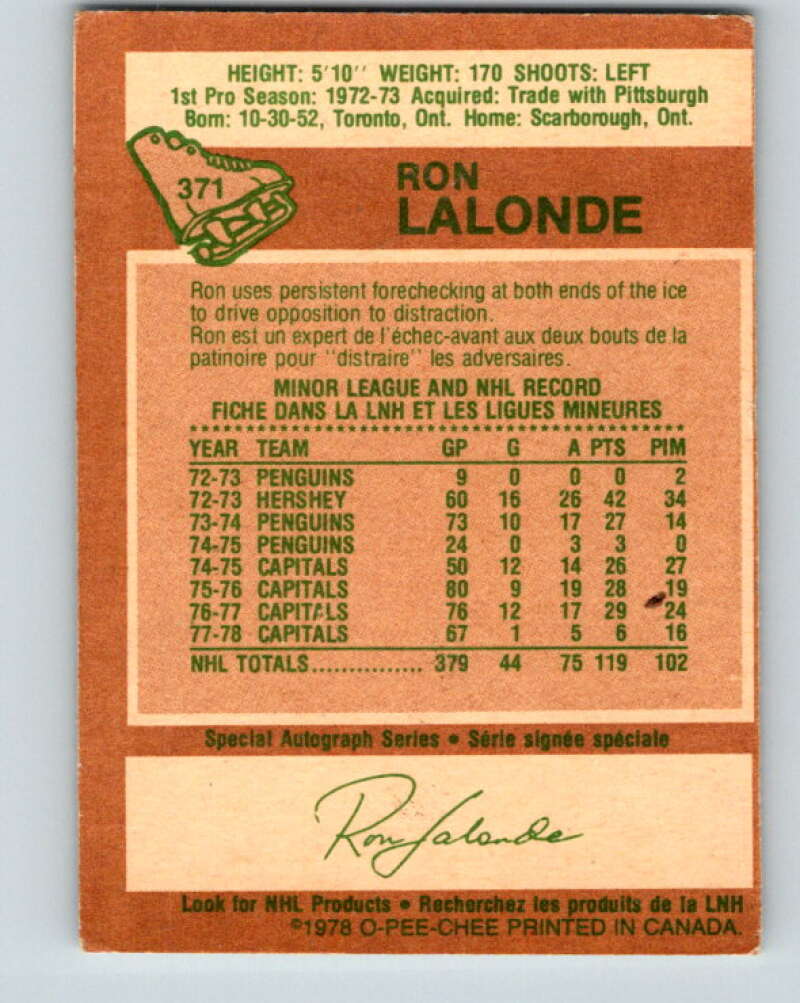 HEIGHT: 5'10'' WEIGHT: 170 SHOOTS: LEFT
1st Pro Season: 1972-73 Acquired: Trade with Pittsburgh
Born: 10-30-52, Toronto, Ont. Home: Scarborough, Ont.
371
RON
LALONDE
Ron uses persistent forechecking at both ends of the ice
to drive opposition to distraction.
Ron est un expert de l'échec-avant aux deux bouts de la
patinoire pour "distraire" les adversaires.
MINOR LEAGUE AND NHL RECORD
FICHE DANS LA LNH ET LES LIGUES MINEURES
YEAR TEAM GP G A PTS PIM
72-73 PENGUINS 9 0 0 0 2
72-73 HERSHEY 60 16 26 42 34
73-74 PENGUINS 73 10 17 27 14
74-75 PENGUINS 24 0 3 3 0
74-75 CAPITALS 50 12 14 26 27
75-76 CAPITALS 80 9 19 28 19
76-77 CAPITALS 76 12 17 29 24
77-78 CAPITALS 67 1 5 6 16
NHL TOTALS............... 379 44 75 119 102
Special Autograph Series • Série signée spéciale
Ron Lalonde
Look for NHL Products • Recherchez les produits de la LNH
©1978 O-PEE-CHEE PRINTED IN CANADA.